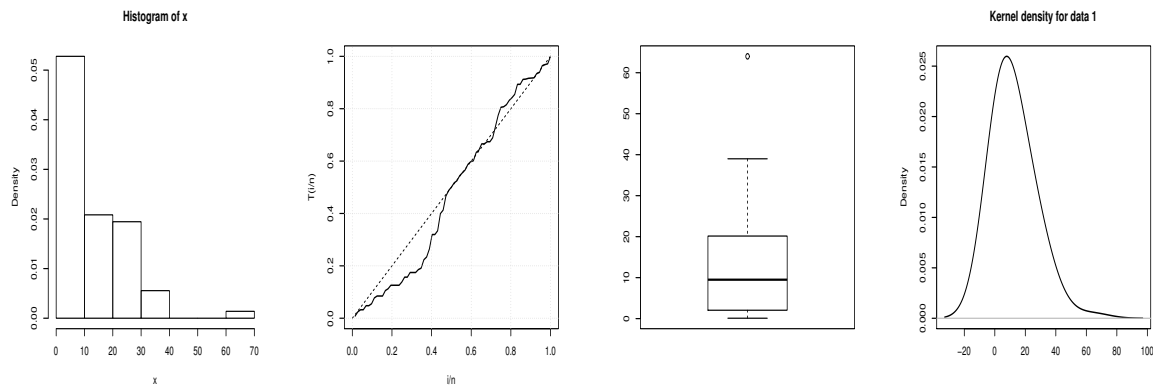 Histogram of x
Density
0.00 0.01 0.02 0.03 0.04 0.05
0 10 20 30 40 50 60 70
x
T(i/n)
0.0 0.2 0.4 0.6 0.8 1.0
0.0 0.2 0.4 0.6 0.8 1.0
i/n
0 10 20 30 40 50 60
Kernel density for data 1
Density
0.000 0.005 0.010 0.015 0.020 0.025
−20 0 20 40 60 80 100